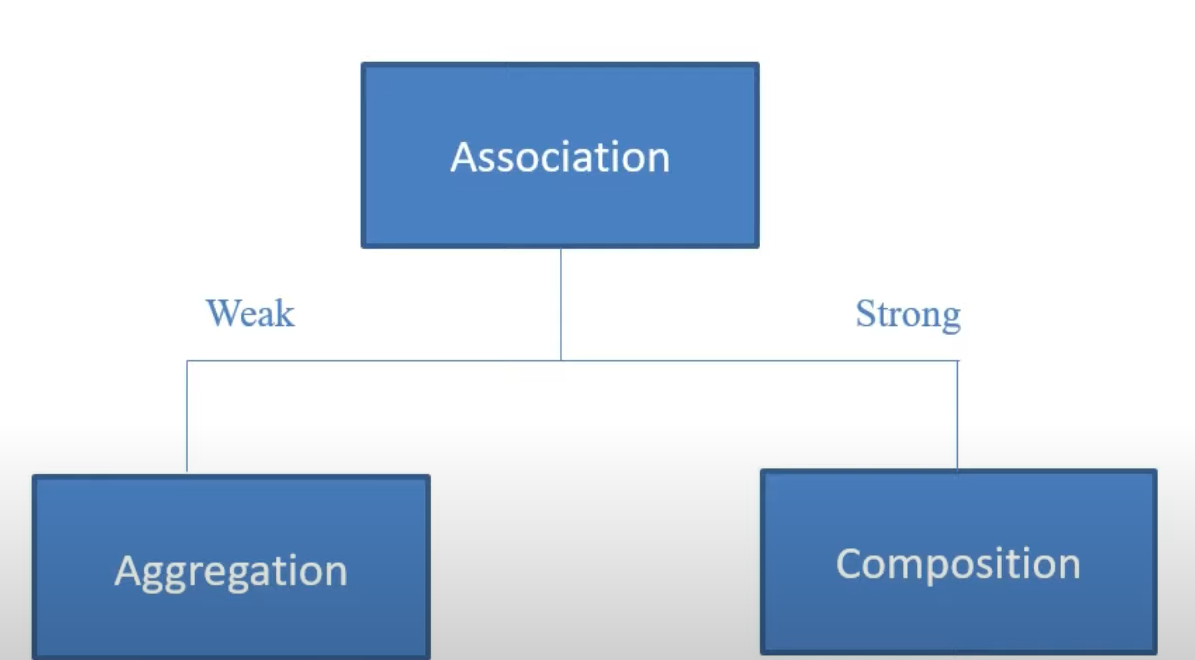 Association
Weak
Strong
Aggregation
Composition